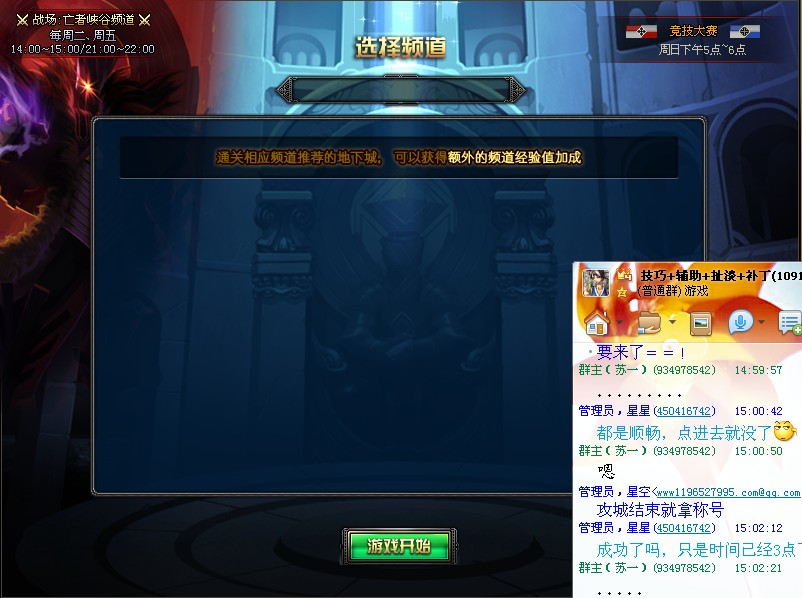 战场:亡者峡谷频道
每周二、周五
14:00~15:00/21:00~22:00
选择频道
竞技大赛
周日下午5点~6点
通关相应频道推荐的地下城, 可以获得额外的频道经验值加成
游戏开始
技巧+辅助+扯淡+补丁(1091
(普通群) 游戏
要来了＝＝！
群主（苏一）(934978542) 14:59:57
. . . . . . . . .
管理员，星星(450416742) 15:00:42
都是顺畅，点进去就没了
群主（苏一）(934978542) 15:00:50
嗯
管理员，星空<www1196527995.com@qq.com
攻城结束就拿称号
管理员，星星(450416742) 15:02:12
成功了吗，只是时间已经3点
群主（苏一）(934978542) 15:02:21
. . . . .